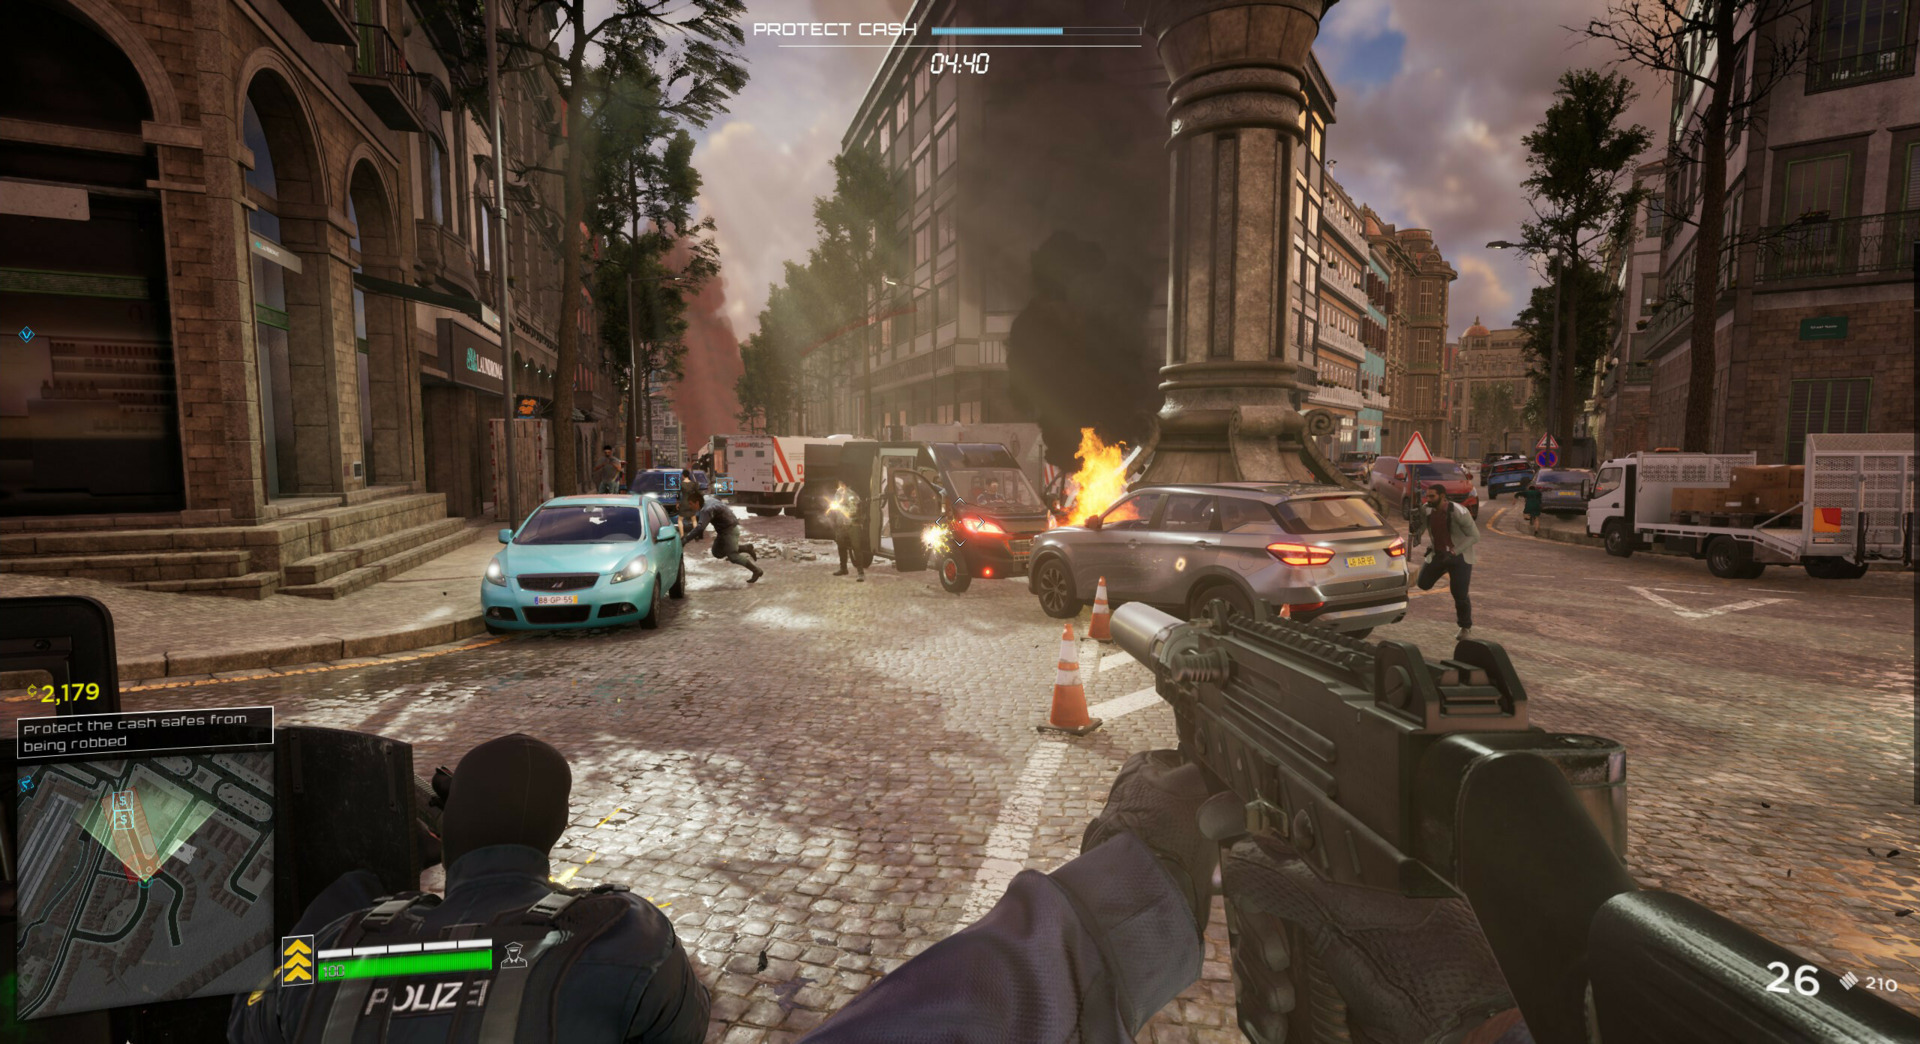 PROTECT CASH
04:40
LAUNDROMAT
88 GP 55
¢2,179
Protect the cash safes from
being robbed
$
$
100
POLIZEI
26
210